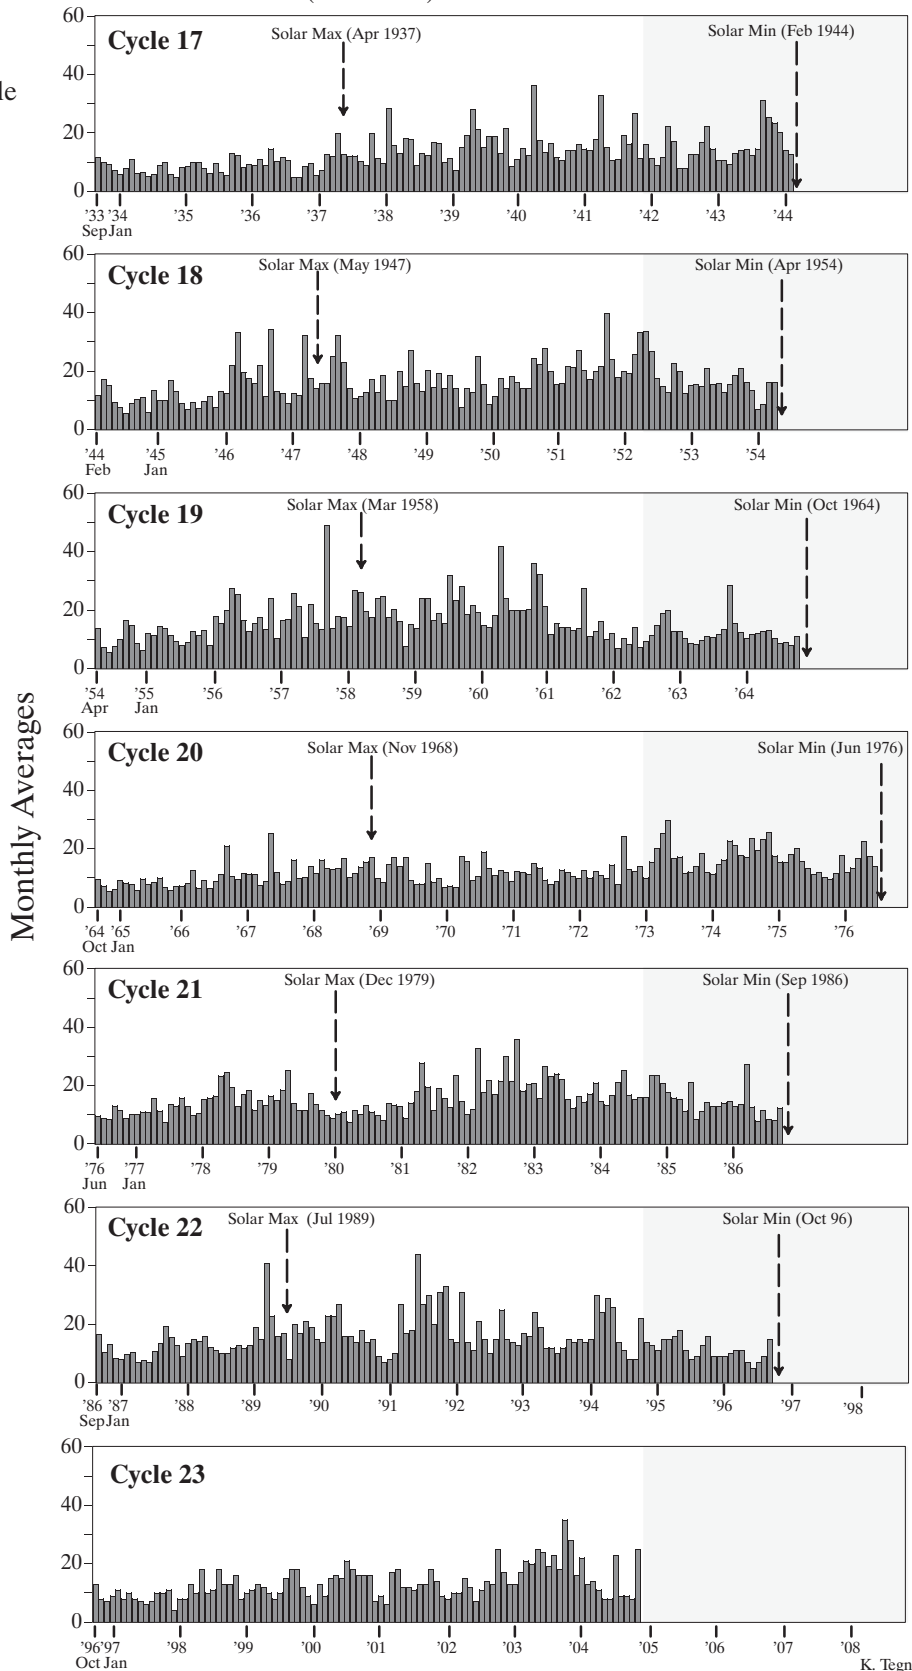 le
Monthly Averages
Cycle 17
Solar Max (Apr 1937)
Solar Min (Feb 1944)
60
40
20
0
’33 ’34 ’35 ’36 ’37 ’38 ’39 ’40 ’41 ’42 ’43 ’44
Sep Jan
Cycle 18
Solar Max (May 1947)
Solar Min (Apr 1954)
60
40
20
0
’44 ’45 ’46 ’47 ’48 ’49 ’50 ’51 ’52 ’53 ’54
Feb Jan
Cycle 19
Solar Max (Mar 1958)
Solar Min (Oct 1964)
60
40
20
0
’54 ’55 ’56 ’57 ’58 ’59 ’60 ’61 ’62 ’63 ’64
Apr Jan
Cycle 20
Solar Max (Nov 1968)
Solar Min (Jun 1976)
60
40
20
0
’64 ’65 ’66 ’67 ’68 ’69 ’70 ’71 ’72 ’73 ’74 ’75 ’76
Oct Jan
Cycle 21
Solar Max (Dec 1979)
Solar Min (Sep 1986)
60
40
20
0
’76 ’77 ’78 ’79 ’80 ’81 ’82 ’83 ’84 ’85 ’86
Jun Jan
Cycle 22
Solar Max (Jul 1989)
Solar Min (Oct 96)
60
40
20
0
’86 ’87 ’88 ’89 ’90 ’91 ’92 ’93 ’94 ’95 ’96 ’97 ’98
Sep Jan
Cycle 23
60
40
20
0
’96 ’97 ’98 ’99 ’00 ’01 ’02 ’03 ’04 ’05 ’06 ’07 ’08
Oct Jan
K. Tegn